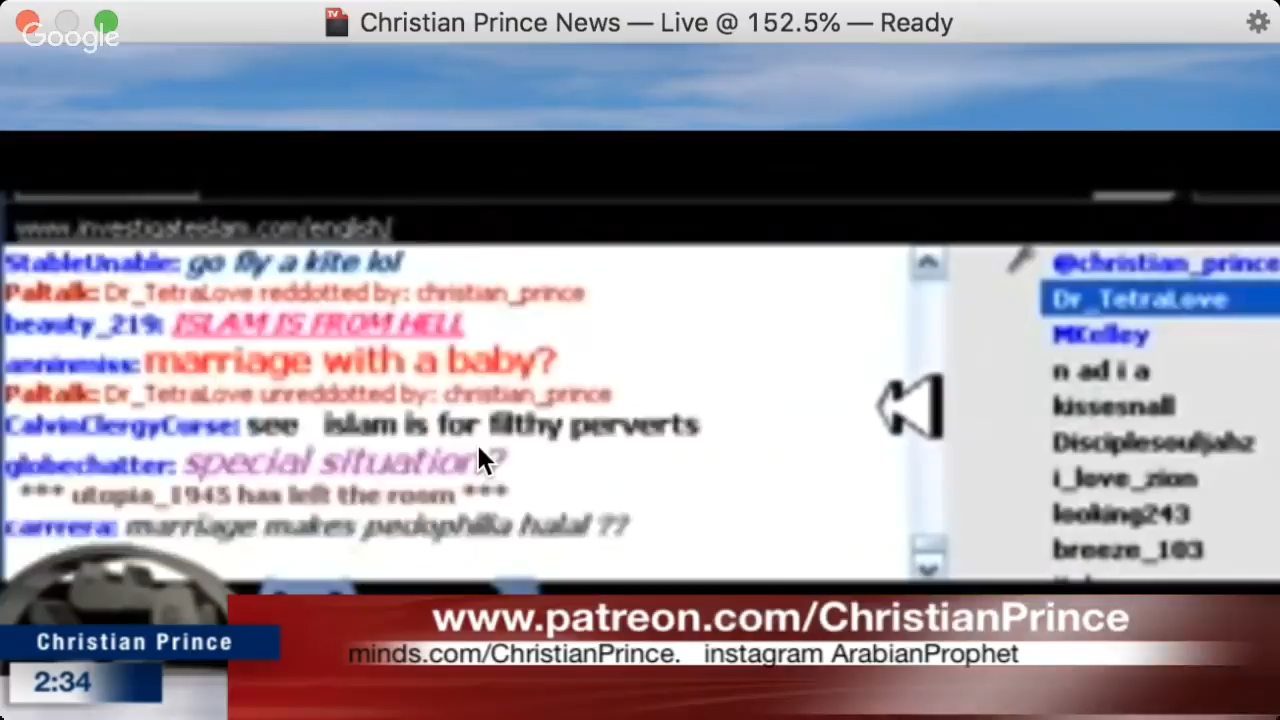 Christian Prince News — Live @ 152.5% — Ready
Google
www.investigateislam.com/english/
StableUnable: go fly a kite lol
Paltalk: Dr_TetraLove reddotted by: christian_prince
beauty_219: ISLAM IS FROM HELL
anninmiss: marriage with a baby?
Paltalk: Dr_TetraLove unreddotted by: christian_prince
CalvinClergyCurse: see islam is for filthy perverts
globechatter: special situation?
*** utopia_1945 has left the room ***
marriage makes pedophilia halal ??
@christian_prince
Dr_TetraLove
MKelley
n ad i a
kissesnall
Disciplesouljahz
i_love_zion
looking243
breeze_103
www.patreon.com/ChristianPrince
minds.com/ChristianPrince. instagram ArabianProphet
Christian Prince
2:34